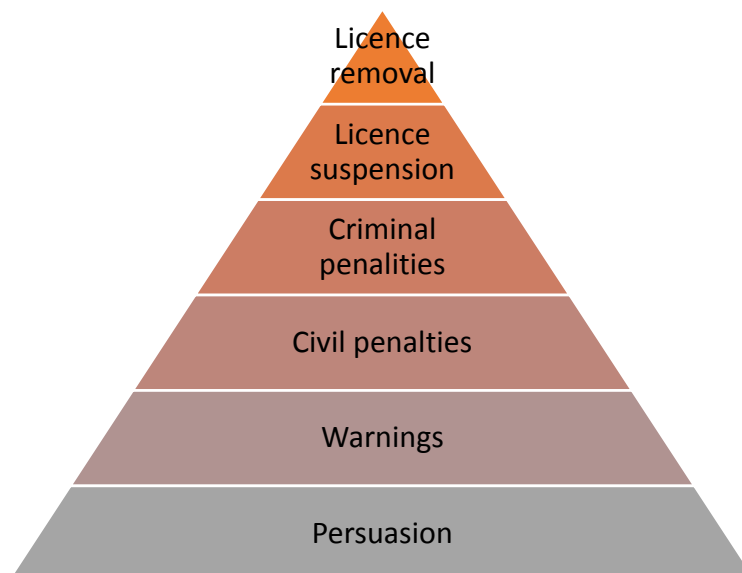 Licence
removal
Licence
suspension
Criminal
penalities
Civil penalties
Warnings
Persuasion